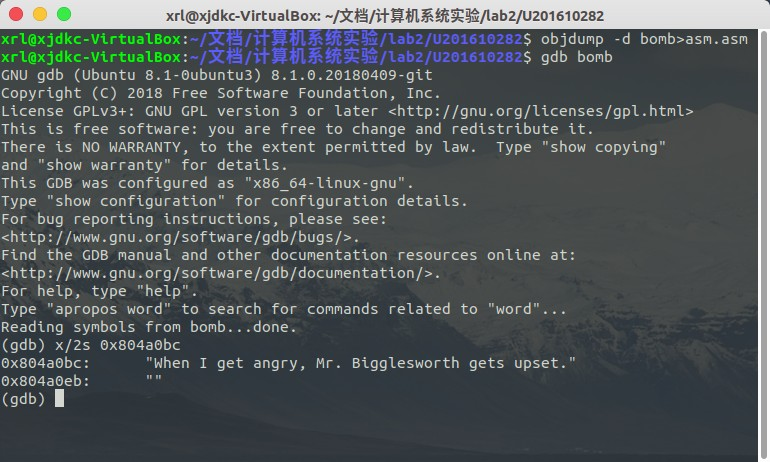 xrl@xjdkc-VirtualBox: ~/文档/计算机系统实验/lab2/U201610282
xrl@xjdkc-VirtualBox:~/文档/计算机系统实验/lab2/U201610282$ objdump -d bomb>asm.asm
xrl@xjdkc-VirtualBox:~/文档/计算机系统实验/lab2/U201610282$ gdb bomb
GNU gdb (Ubuntu 8.1-0ubuntu3) 8.1.0.20180409-git
Copyright (C) 2018 Free Software Foundation, Inc.
License GPLv3+: GNU GPL version 3 or later <http://gnu.org/licenses/gpl.html>
This is free software: you are free to change and redistribute it.
There is NO WARRANTY, to the extent permitted by law.  Type "show copying"
and "show warranty" for details.
This GDB was configured as "x86_64-linux-gnu".
Type "show configuration" for configuration details.
For bug reporting instructions, please see:
<http://www.gnu.org/software/gdb/bugs/>.
Find the GDB manual and other documentation resources online at:
<http://www.gnu.org/software/gdb/documentation/>.
For help, type "help".
Type "apropos word" to search for commands related to "word"...
Reading symbols from bomb...done.
(gdb) x/2s 0x804a0bc
0x804a0bc:      "When I get angry, Mr. Bigglesworth gets upset."
0x804a0eb:      ""
(gdb)